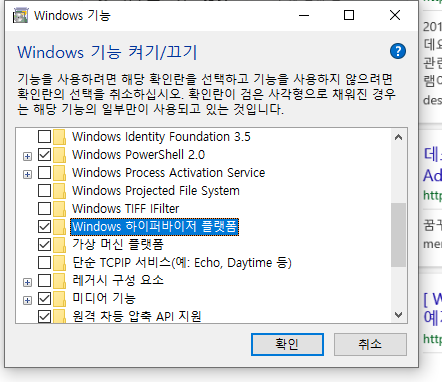 Windows 기능
Windows 기능 켜기/끄기
기능을 사용하려면 해당 확인란을 선택하고 기능을 사용하지 않으려면
확인란의 선택을 취소하십시오. 확인란이 검은 사각형으로 채워진 경우
는 해당 기능의 일부만이 사용되고 있는 것입니다.
Windows Identity Foundation 3.5
Windows PowerShell 2.0
Windows Process Activation Service
Windows Projected File System
Windows TIFF IFilter
Windows 하이퍼바이저 플랫폼
가상 머신 플랫폼
단순 TCPIP 서비스(예: Echo, Daytime 등)
레거시 구성 요소
미디어 기능
원격 차등 압축 API 지원
확인
취소
201
관련
des
Ad
http
꿈꾸
mer
[ W
예제
http